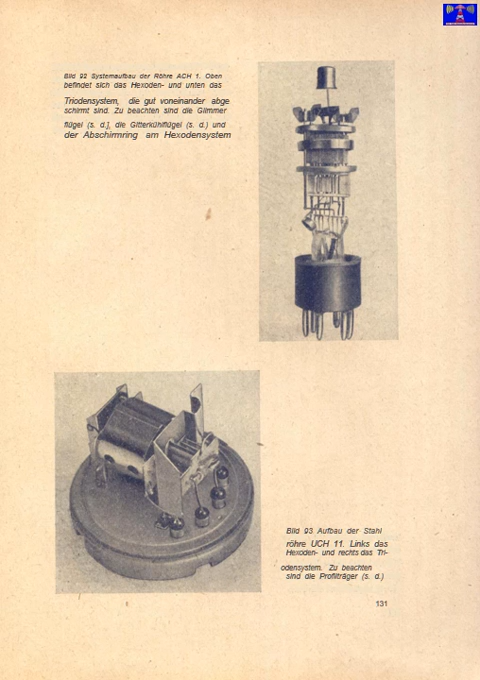 Bild 92 Systemaufbau der Röhre ACH 1. Oben
befindet sich das Hexoden- und unten das
Triodensystem, die gut voneinander abge
schirmt sind. Zu beachten sind die Glimmer
flügel (s. d.], die Gitterkühlflügel (s. d.) und
der Abschirmring am Hexodensystem
Bild 93 Aufbau der Stahl
röhre UCH 11. Links das
Hexoden- und rechts das Tri-
odensystem. Zu beachten
sind die Profilträger (s. d.)
131